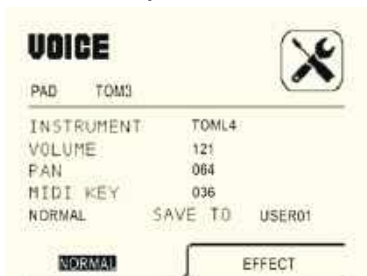 VOICE
PAD TOM3
INSTRUMENT TOML4
VOLUME 121
PAN 064
MIDI KEY 036
NORMAL SAVE TO USER01
NORMAL EFFECT